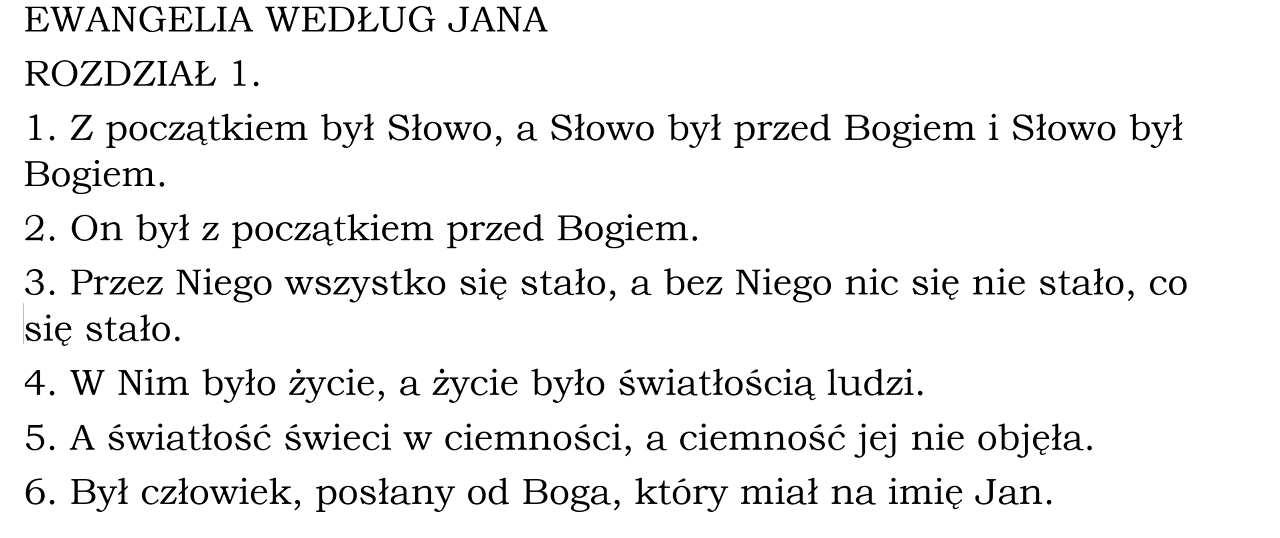 EWANGELIA WEDŁUG JANA
ROZDZIAŁ 1.
1. Z początkiem był Słowo, a Słowo był przed Bogiem i Słowo był
Bogiem.
2. On był z początkiem przed Bogiem.
3. Przez Niego wszystko się stało, a bez Niego nic się nie stało, co
się stało.
4. W Nim było życie, a życie było światłością ludzi.
5. A światłość świeci w ciemności, a ciemność jej nie objęła.
6. Był człowiek, posłany od Boga, który miał na imię Jan.